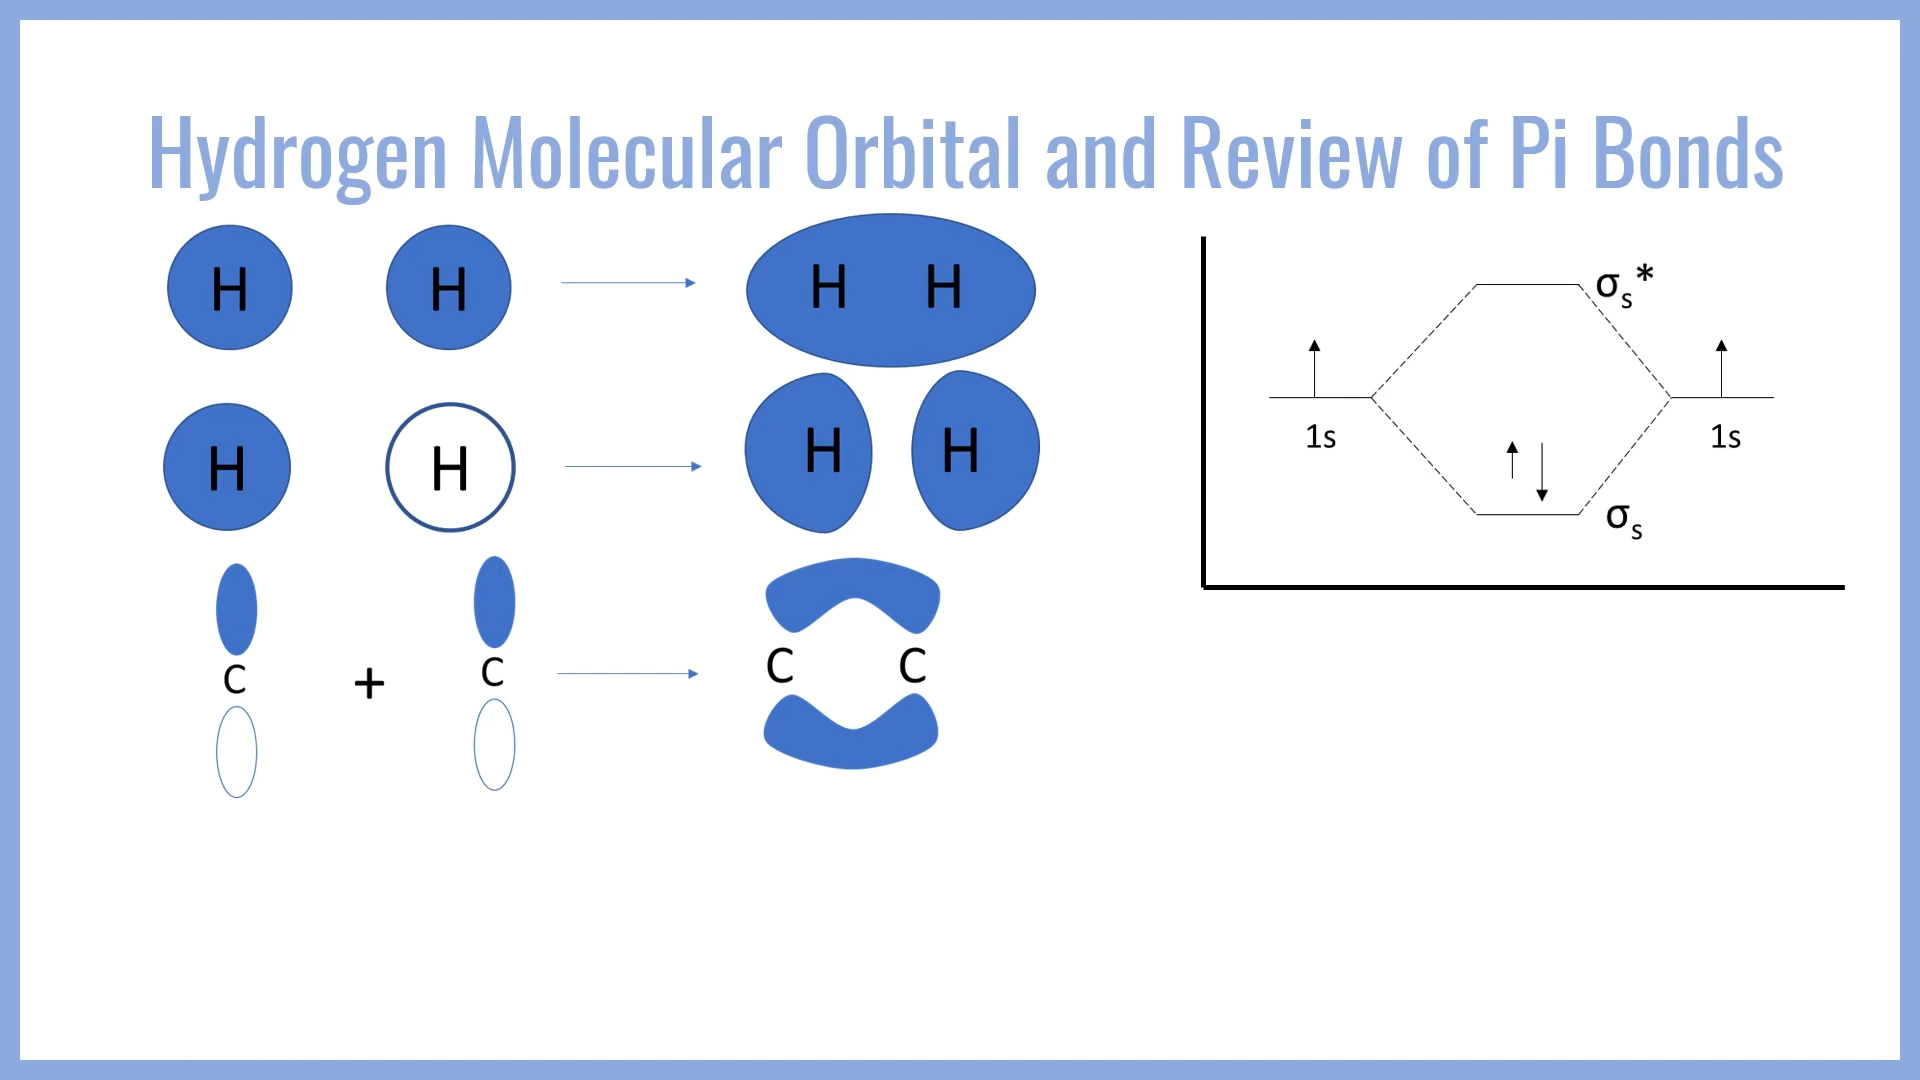 Hydrogen Molecular Orbital and Review of Pi Bonds
H H H H
H H H H
C + C C C
σs*
1s 1s
σs